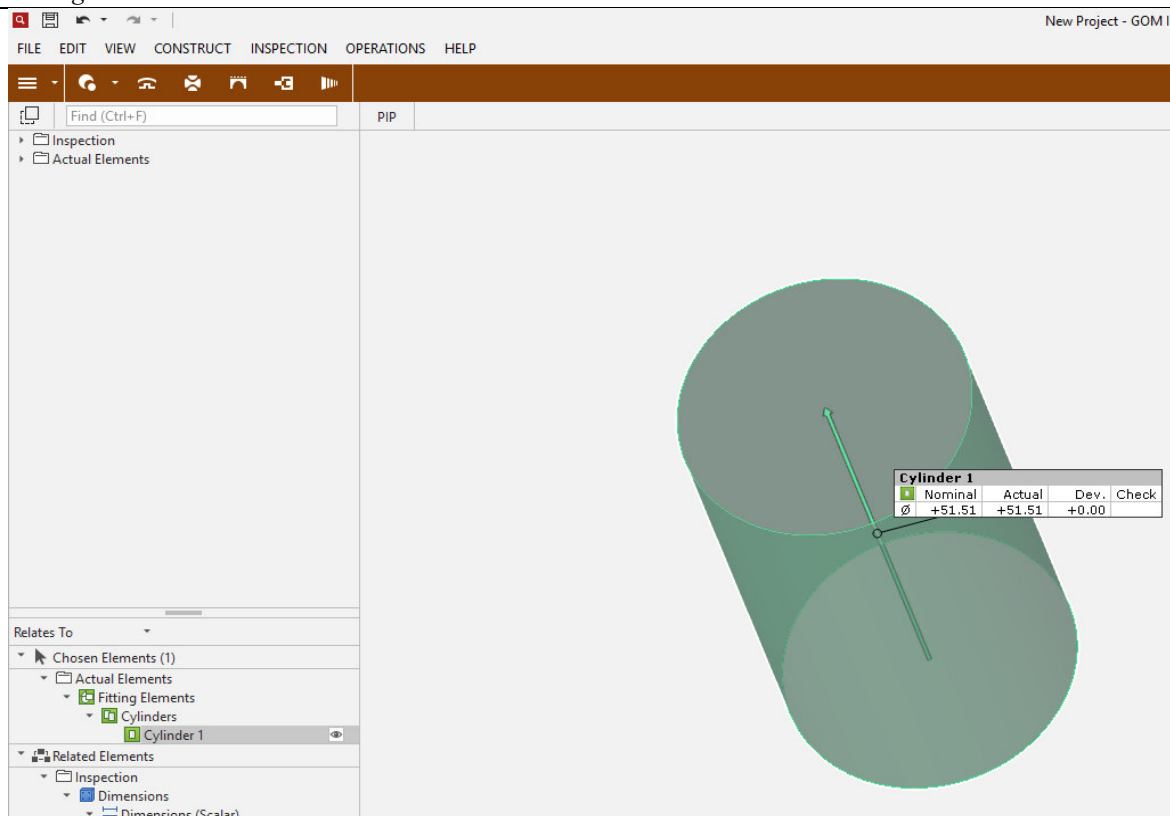 New Project - GOM I
FILE EDIT VIEW CONSTRUCT INSPECTION OPERATIONS HELP
Find (Ctrl+F)
PIP
Inspection
Actual Elements
Cylinder 1
Nominal Actual Dev. Check
Ø +51.51 +51.51 +0.00
Relates To
Chosen Elements (1)
Actual Elements
Fitting Elements
Cylinders
Cylinder 1
Related Elements
Inspection
Dimensions
Dimensions (Scalar)